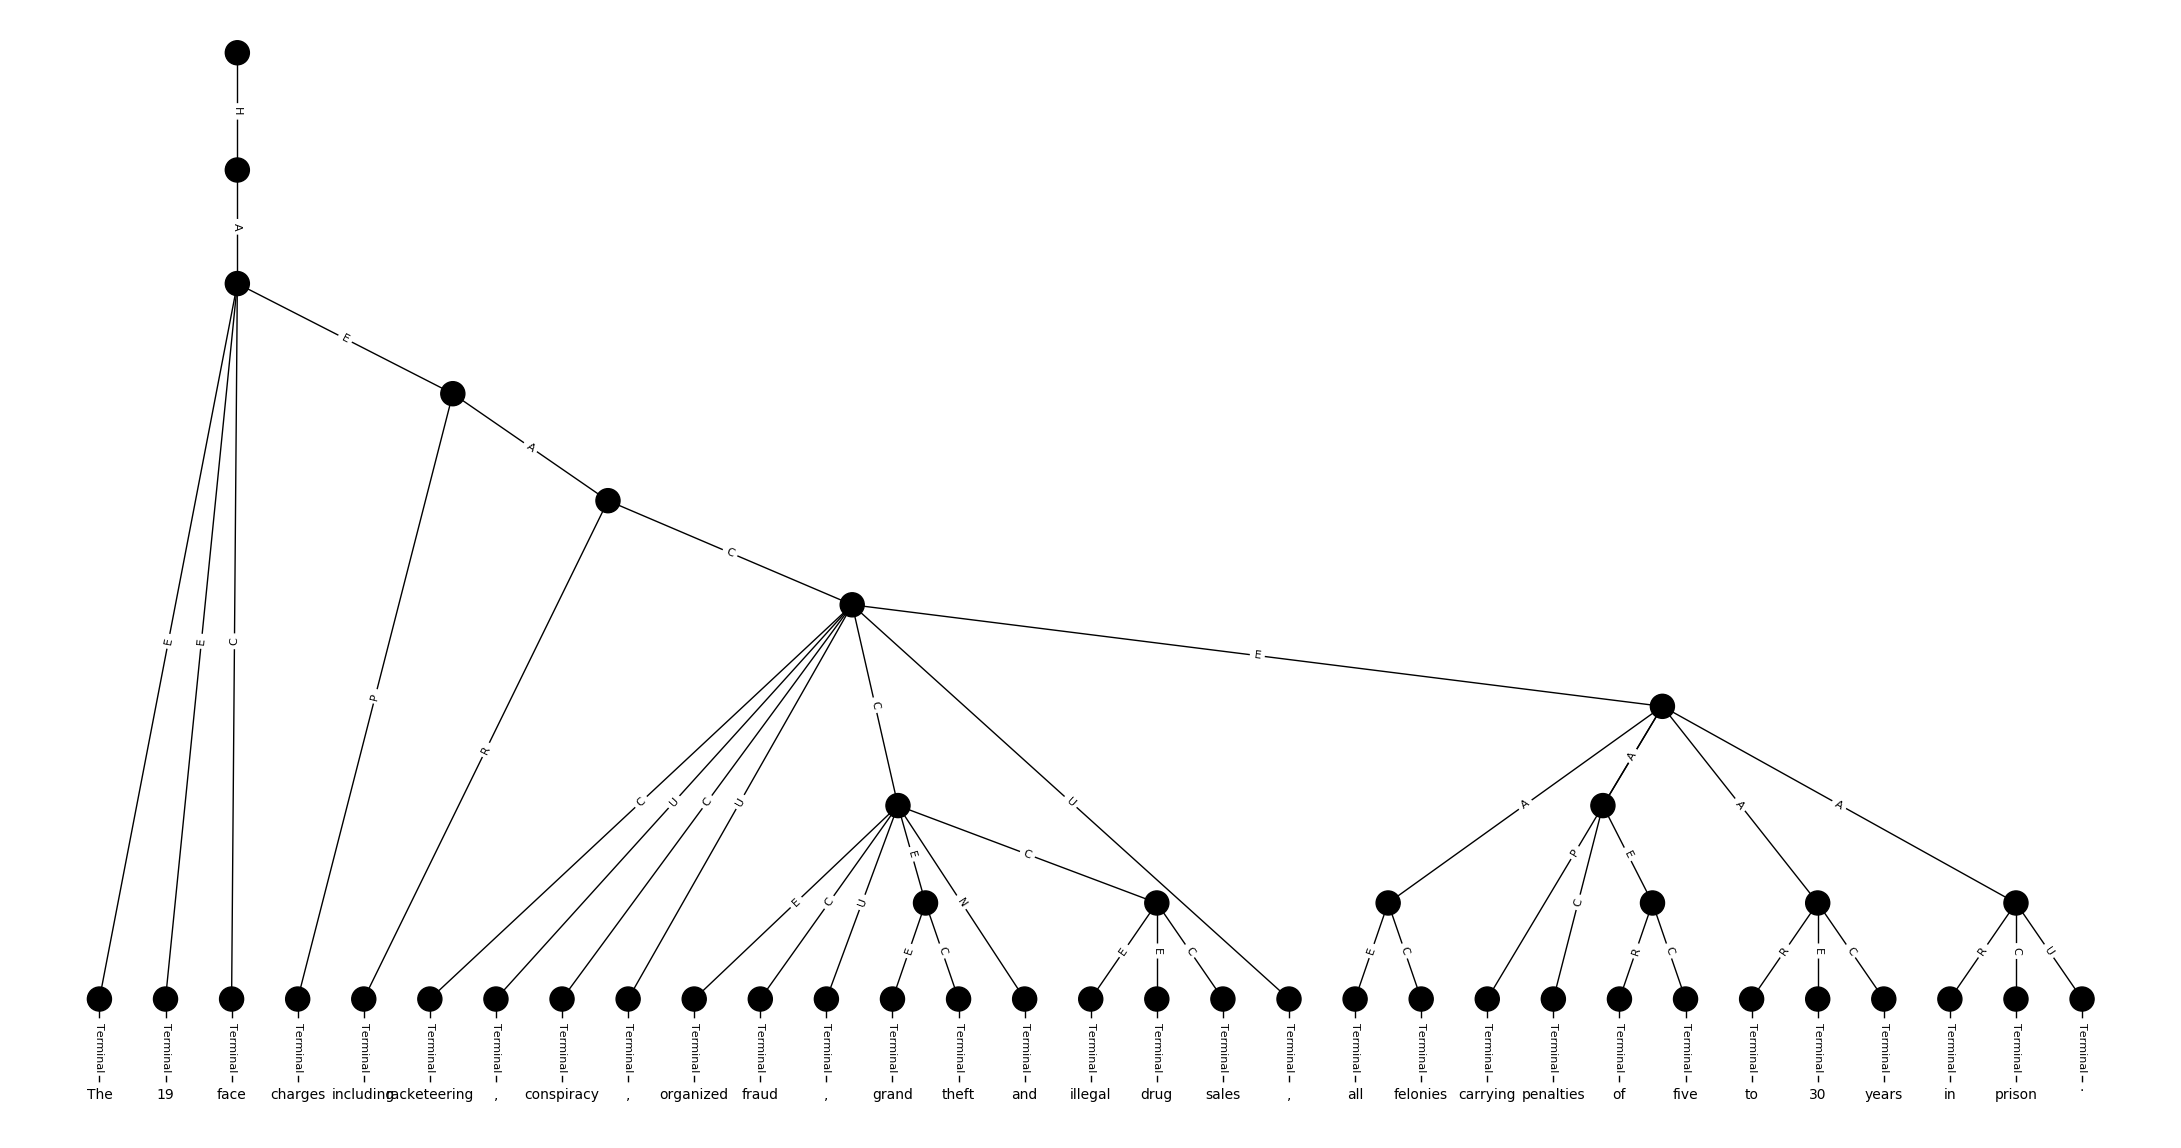 H
A
E
A
C
E E C P R E
C U C U C U A A A
E C U E N C P C E
E C E E C E C R C R E C R C U
Terminal Terminal Terminal Terminal Terminal Terminal Terminal Terminal Terminal Terminal Terminal Terminal Terminal Terminal Terminal Terminal Terminal Terminal Terminal Terminal Terminal Terminal Terminal Terminal Terminal Terminal Terminal Terminal Terminal Terminal Terminal
The 19 face charges including racketeering , conspiracy , organized fraud , grand theft and illegal drug sales , all felonies carrying penalties of five to 30 years in prison .